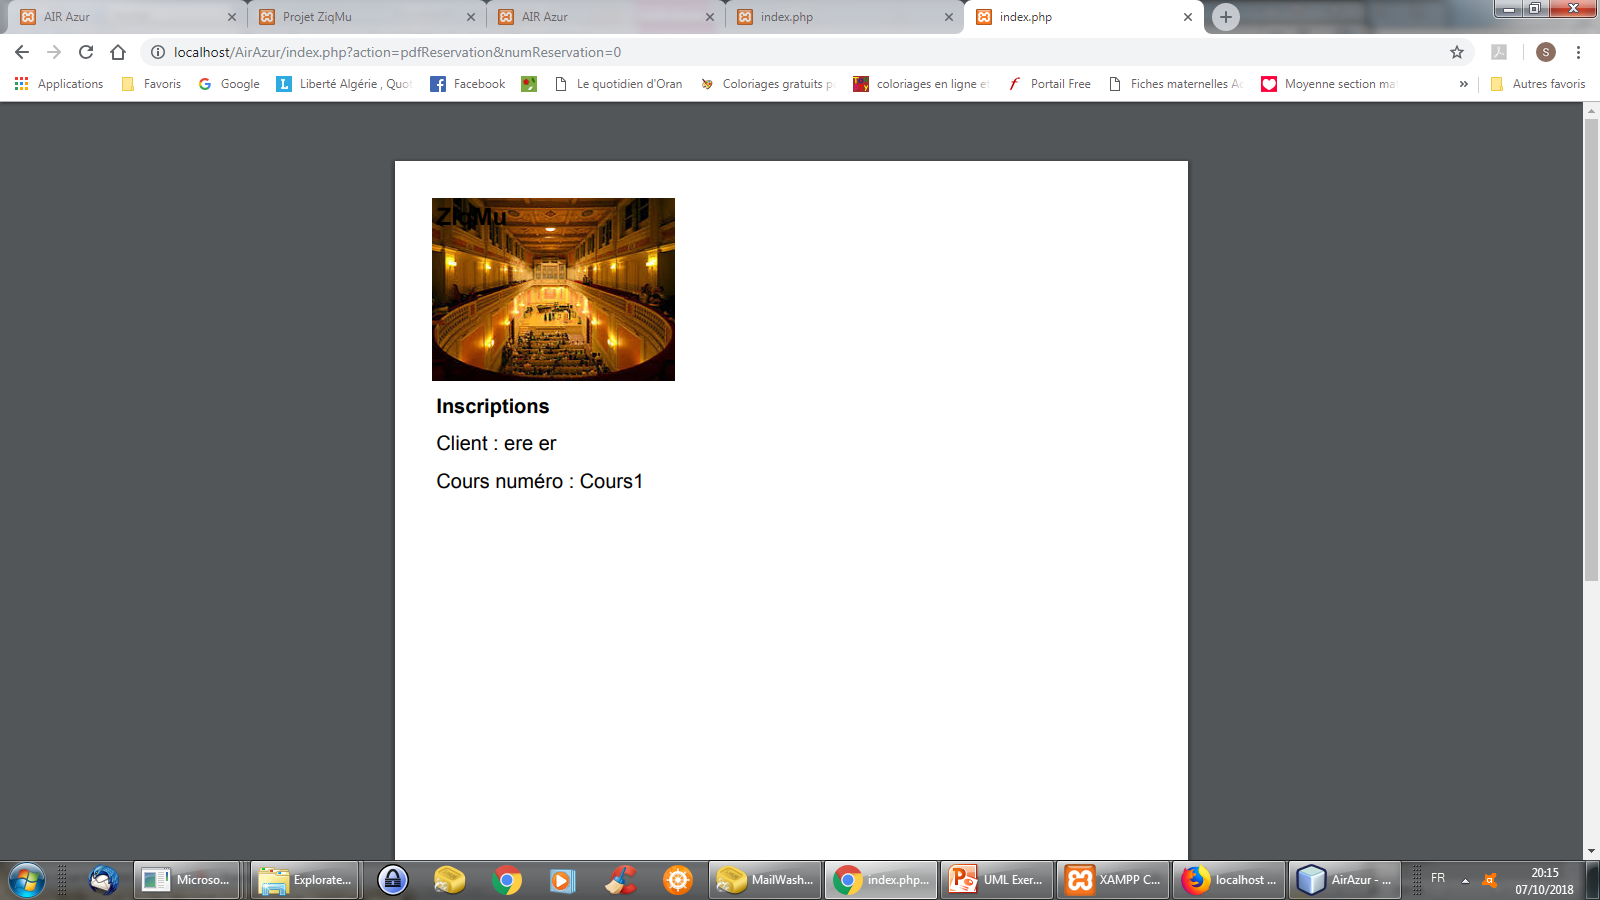 AIR Azur
Projet ZiqMu
AIR Azur
index.php
index.php
localhost/AirAzur/index.php?action=pdfReservation&numReservation=0
S
Applications
Favoris
Google
Liberté Algérie , Quot
Facebook
Le quotidien d'Oran
Coloriages gratuits p
coloriages en ligne et
Portail Free
Fiches maternelles Ac
Moyenne section ma
»
Autres favoris
ZiqMu
Inscriptions
Client : ere er
Cours numéro : Cours1
Microso...
Explorate...
MailWash...
index.php...
UML Exer...
XAMPP C...
localhost ...
AirAzur - ...
FR
20:15
07/10/2018